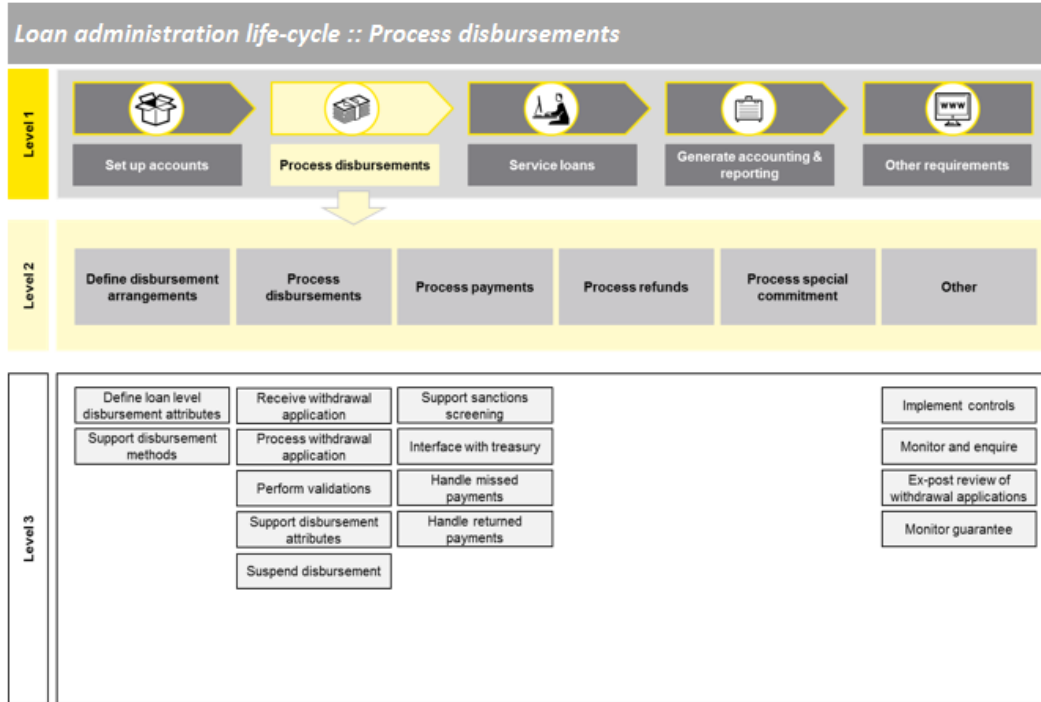 Loan administration life-cycle :: Process disbursements
Level 1
www
Set up accounts
Process disbursements
Service loans
Generate accounting &
reporting
Other requirements
Level 2
Define disbursement
arrangements
Process
disbursements
Process payments
Process refunds
Process special
commitment
Other
Level 3
Define loan level
disbursement attributes
Support disbursement
methods
Receive withdrawal
application
Process withdrawal
application
Perform validations
Support disbursement
attributes
Suspend disbursement
Support sanctions
screening
Interface with treasury
Handle missed
payments
Handle returned
payments
Implement controls
Monitor and enquire
Ex-post review of
withdrawal applications
Monitor guarantee